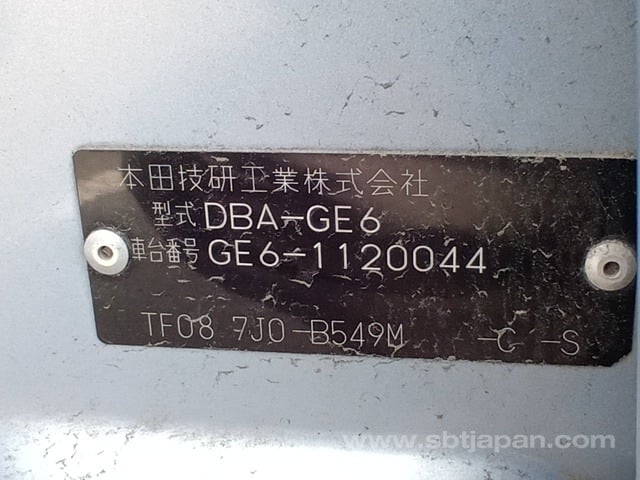 本田技研工業株式会社
型式 DBA-GE6
車台番号 GE6-1120044
TF08 7J0-B549M -C -S
www.sbtjapan.com